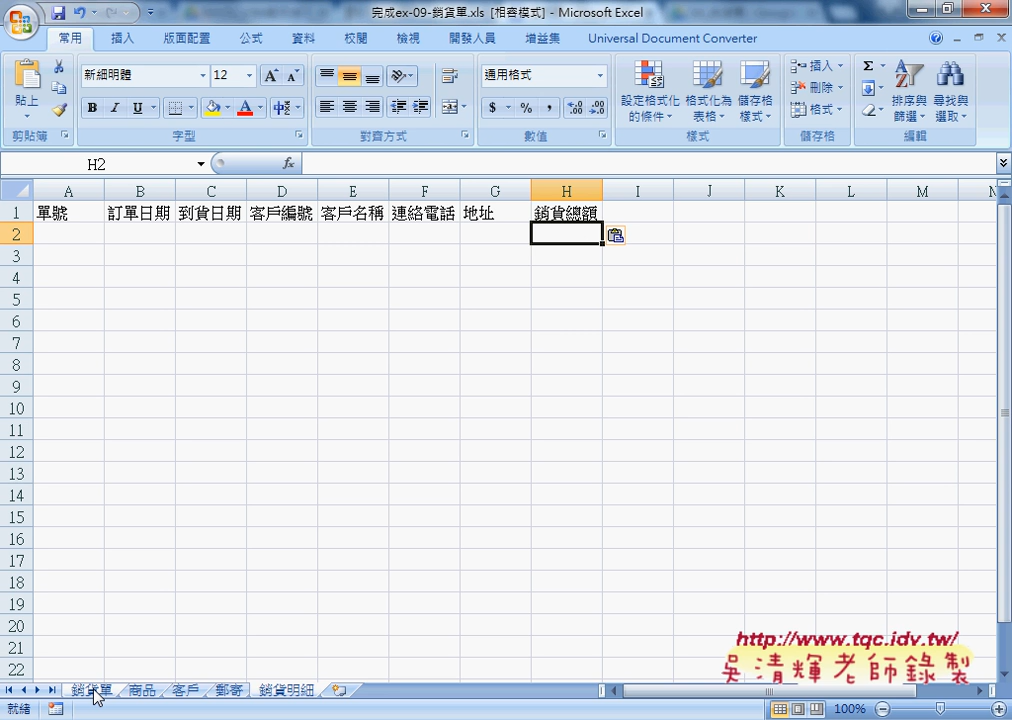 完成ex-09-銷貨單.xls [相容模式] - Microsoft Excel
常用 插入 版面配置 公式 資料 校閱 檢視 開發人員 增益集 Universal Document Converter
貼上 新細明體 12 通用格式 設定格式化的條件 格式化為表格 儲存格樣式 插入 刪除 格式 排序與篩選 尋找與選取
剪貼簿 字型 對齊方式 數值 樣式 儲存格 編輯
H2 fx
A B C D E F G H I J K L M N
1 單號 訂單日期 到貨日期 客戶編號 客戶名稱 連絡電話 地址 銷貨總額
2
3
4
5
6
7
8
9
10
11
12
13
14
15
16
17
18
19
20
21
22
http://www.tqc.idv.tw/
吳清輝老師錄製
銷貨單 商品 客戶 郵寄 銷貨明細
就緒 100%